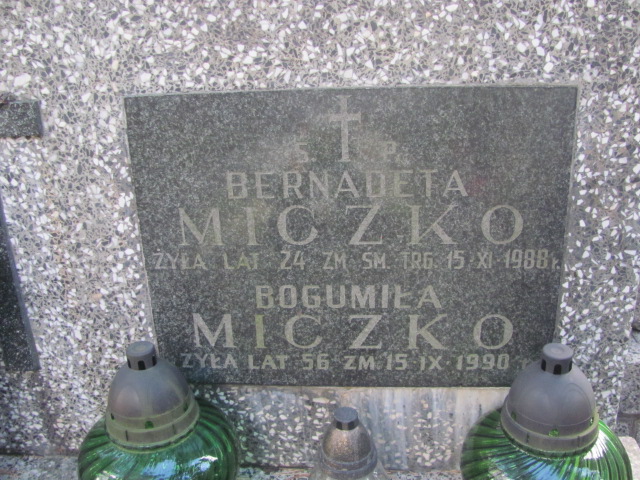 Ś. P.
BERNADETA
MICZKO
ŻYŁA LAT 24 ZM. ŚM. TRG. 15 XI 1988 r.
BOGUMIŁA
MICZKO
ŻYŁA LAT 56 ZM 15 IX 1990